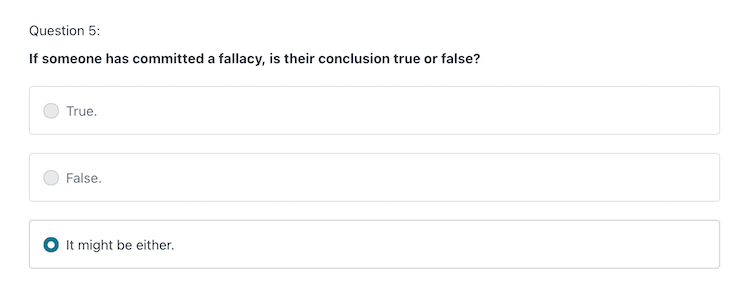 Question 5:
If someone has committed a fallacy, is their conclusion true or false?
True.
False.
It might be either.